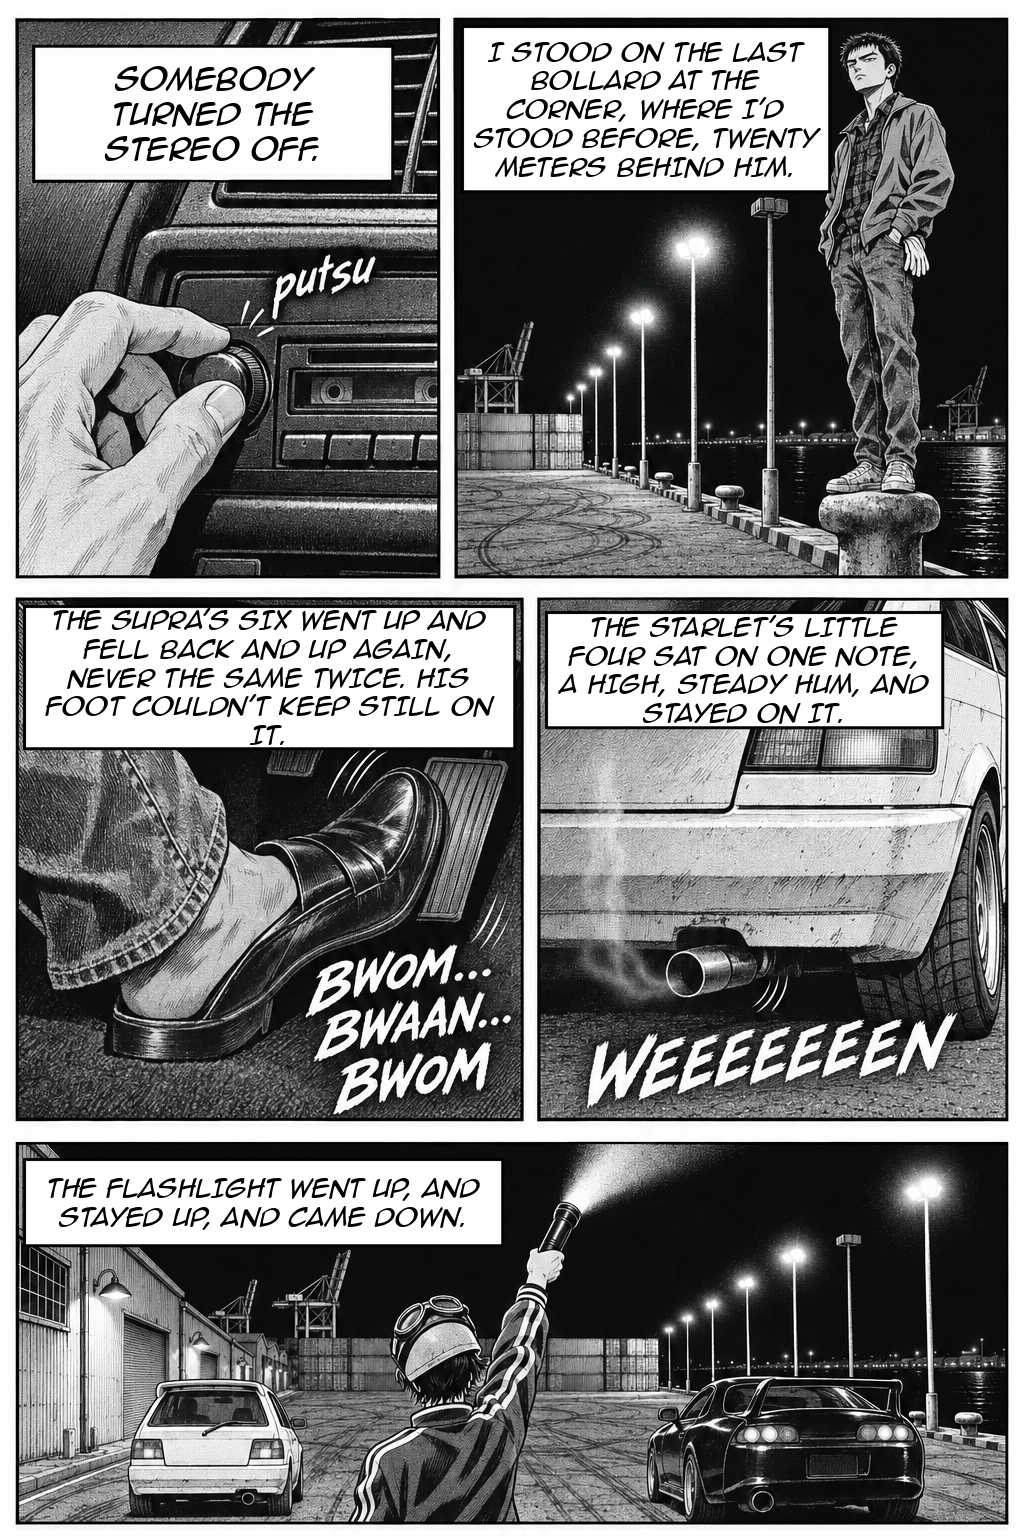 SOMEBODY
TURNED THE
STEREO OFF.
putsu
I STOOD ON THE LAST
BOLLARD AT THE
CORNER, WHERE I'D
STOOD BEFORE, TWENTY
METERS BEHIND HIM.
THE SUPRA'S SIX WENT UP AND
FELL BACK AND UP AGAIN,
NEVER THE SAME TWICE. HIS
FOOT COULDN'T KEEP STILL ON
IT.
BWOM...
BWAAN...
BWOM
THE STARLET'S LITTLE
FOUR SAT ON ONE NOTE,
A HIGH, STEADY HUM, AND
STAYED ON IT.
WEEEEEEEN
THE FLASHLIGHT WENT UP, AND
STAYED UP, AND CAME DOWN.